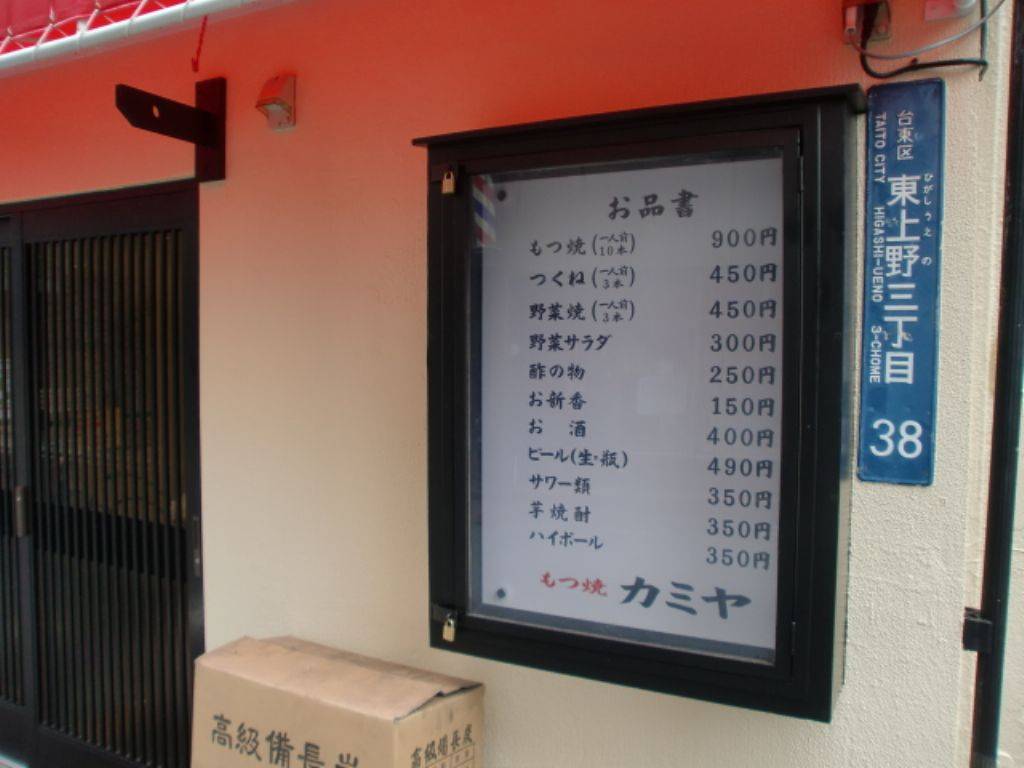 お品書
もつ焼(一人前10本) 900円
つくね(一人前3本) 450円
野菜焼(一人前3本) 450円
野菜サラダ 300円
酢の物 250円
お新香 150円
お 酒 400円
ビール(生・瓶) 490円
サワー類 350円
芋焼酎 350円
ハイボール 350円
もつ焼 カミヤ
台東区
TAITO CITY
ひがしうえの
東上野三丁目
HIGASHI-UENO 3-CHOME
38
高級備長炭
高級備長炭